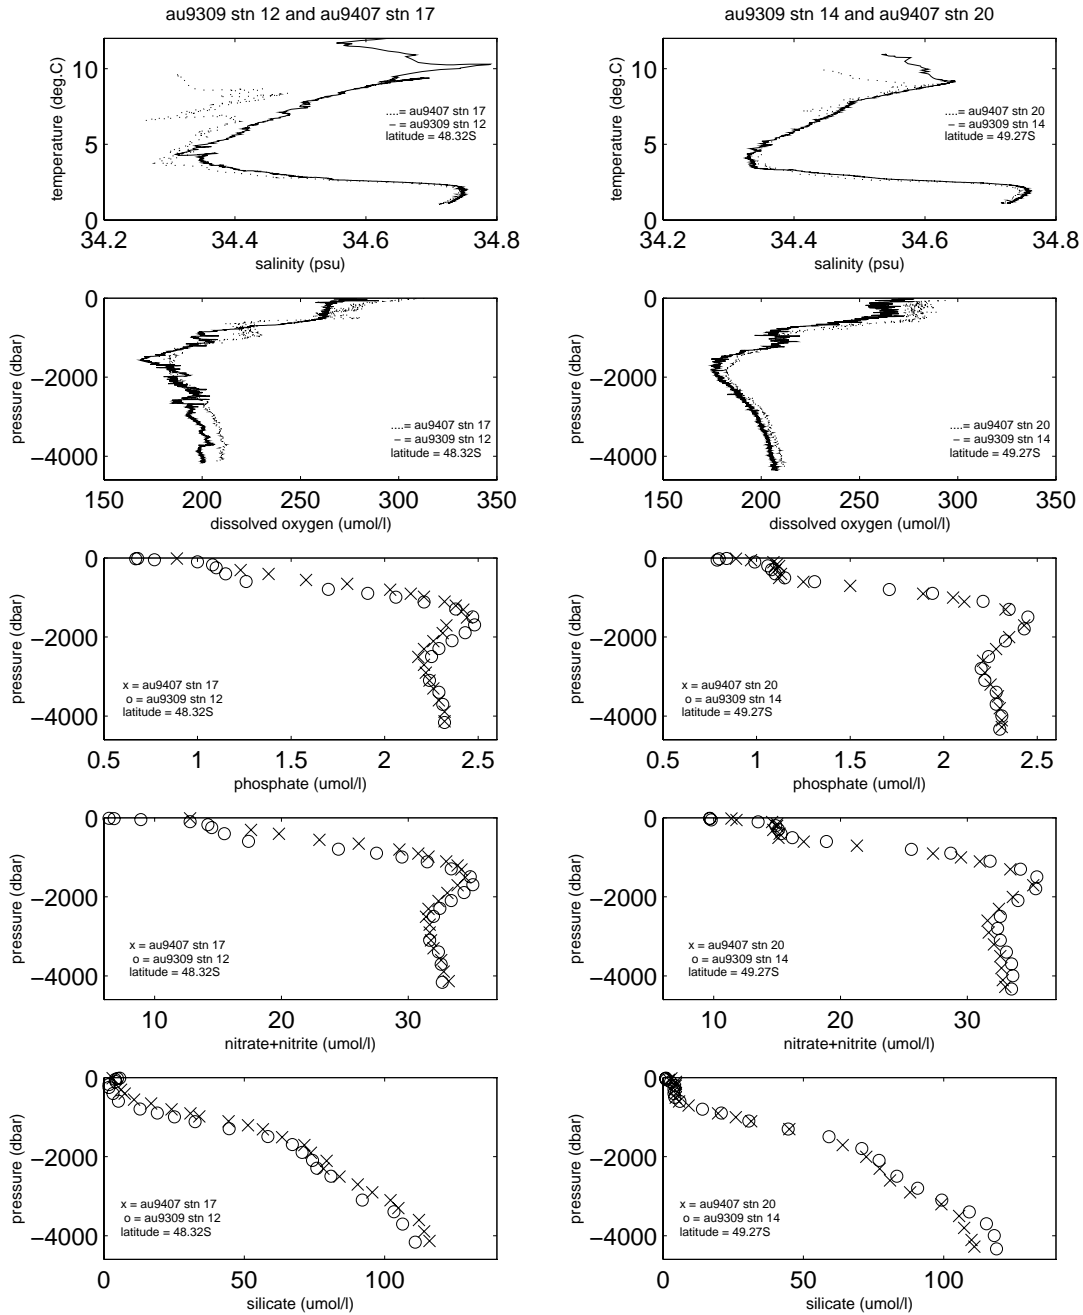 au9309 stn 12 and au9407 stn 17
10
5
0
temperature (deg.C)
....= au9407 stn 17
– = au9309 stn 12
latitude = 48.32S
34.2 34.4 34.6 34.8
salinity (psu)
0
−2000
−4000
pressure (dbar)
....= au9407 stn 17
– = au9309 stn 12
latitude = 48.32S
150 200 250 300 350
dissolved oxygen (umol/l)
0
−2000
−4000
pressure (dbar)
x = au9407 stn 17
o = au9309 stn 12
latitude = 48.32S
0.5 1 1.5 2 2.5
phosphate (umol/l)
0
−2000
−4000
pressure (dbar)
x = au9407 stn 17
o = au9309 stn 12
latitude = 48.32S
10 20 30
nitrate+nitrite (umol/l)
0
−2000
−4000
pressure (dbar)
x = au9407 stn 17
o = au9309 stn 12
latitude = 48.32S
0 50 100
silicate (umol/l)
au9309 stn 14 and au9407 stn 20
10
5
0
temperature (deg.C)
....= au9407 stn 20
– = au9309 stn 14
latitude = 49.27S
34.2 34.4 34.6 34.8
salinity (psu)
0
−2000
−4000
pressure (dbar)
....= au9407 stn 20
– = au9309 stn 14
latitude = 49.27S
150 200 250 300 350
dissolved oxygen (umol/l)
0
−2000
−4000
pressure (dbar)
x = au9407 stn 20
o = au9309 stn 14
latitude = 49.27S
0.5 1 1.5 2 2.5
phosphate (umol/l)
0
−2000
−4000
pressure (dbar)
x = au9407 stn 20
o = au9309 stn 14
latitude = 49.27S
10 20 30
nitrate+nitrite (umol/l)
0
−2000
−4000
pressure (dbar)
x = au9407 stn 20
o = au9309 stn 14
latitude = 49.27S
0 50 100
silicate (umol/l)